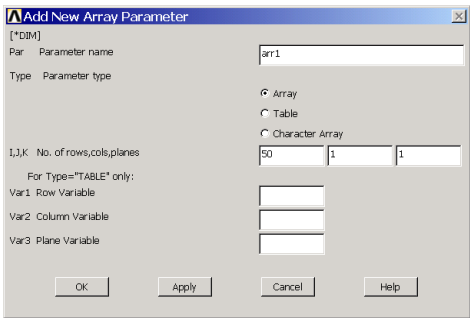 Add New Array Parameter
[*DIM]
Par Parameter name arr1
Type Parameter type
Array
Table
Character Array
I,J,K No. of rows,cols,planes 50 1 1
For Type="TABLE" only:
Var1 Row Variable
Var2 Column Variable
Var3 Plane Variable
OK Apply Cancel Help